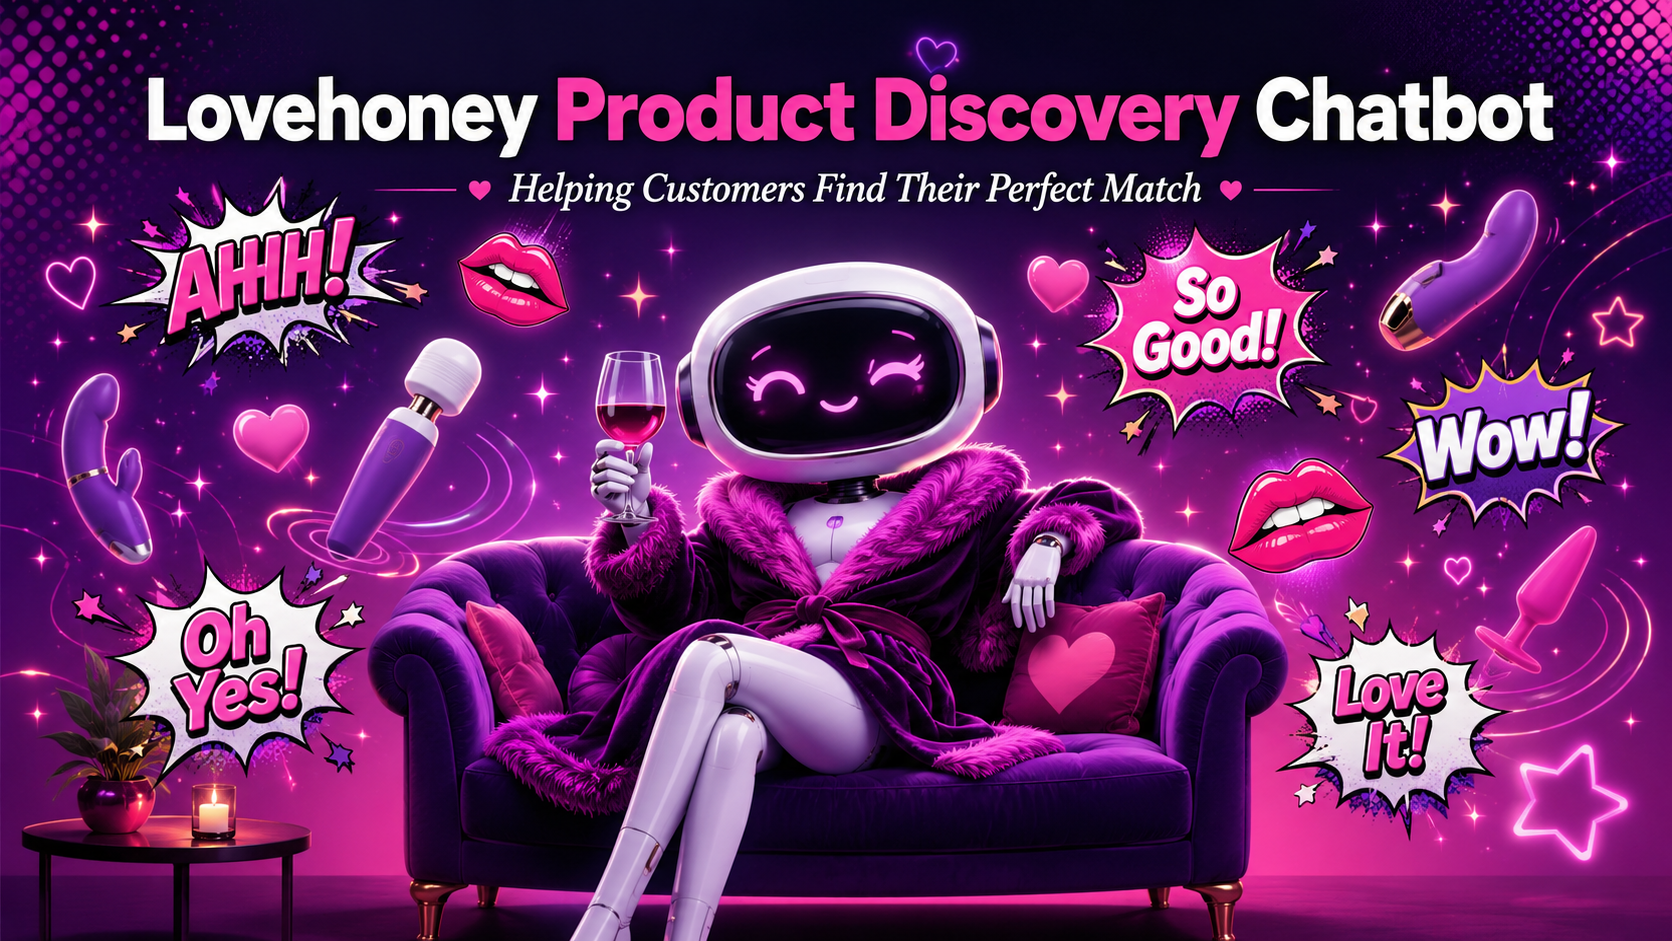 Lovehoney Product Discovery Chatbot
Helping Customers Find Their Perfect Match
AHHH!
So
Good!
Wow!
Oh
Yes!
Love
It!